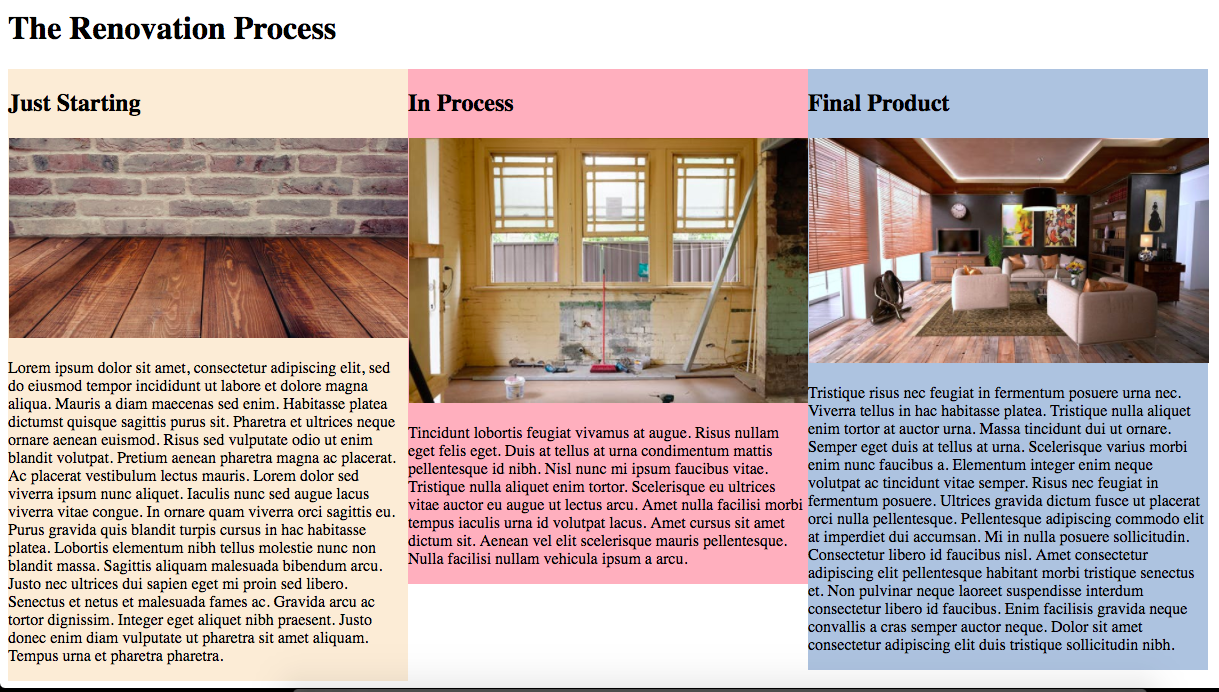 The Renovation Process
Just Starting
Lorem ipsum dolor sit amet, consectetur adipiscing elit, sed
do eiusmod tempor incididunt ut labore et dolore magna
aliqua. Mauris a diam maecenas sed enim. Habitasse platea
dictumst quisque sagittis purus sit. Pharetra et ultrices neque
ornare aenean euismod. Risus sed vulputate odio ut enim
blandit volutpat. Pretium aenean pharetra magna ac placerat.
Ac placerat vestibulum lectus mauris. Lorem dolor sed
viverra ipsum nunc aliquet. Iaculis nunc sed augue lacus
viverra vitae congue. In ornare quam viverra orci sagittis eu.
Purus gravida quis blandit turpis cursus in hac habitasse
platea. Lobortis elementum nibh tellus molestie nunc non
blandit massa. Sagittis aliquam malesuada bibendum arcu.
Justo nec ultrices dui sapien eget mi proin sed libero.
Senectus et netus et malesuada fames ac. Gravida arcu ac
tortor dignissim. Integer eget aliquet nibh praesent. Justo
donec enim diam vulputate ut pharetra sit amet aliquam.
Tempus urna et pharetra pharetra.
In Process
Tincidunt lobortis feugiat vivamus at augue. Risus nullam
eget felis eget. Duis at tellus at urna condimentum mattis
pellentesque id nibh. Nisl nunc mi ipsum faucibus vitae.
Tristique nulla aliquet enim tortor. Scelerisque eu ultrices
vitae auctor eu augue ut lectus arcu. Amet nulla facilisi morbi
tempus iaculis urna id volutpat lacus. Amet cursus sit amet
dictum sit. Aenean vel elit scelerisque mauris pellentesque.
Nulla facilisi nullam vehicula ipsum a arcu.
Final Product
Tristique risus nec feugiat in fermentum posuere urna nec.
Viverra tellus in hac habitasse platea. Tristique nulla aliquet
enim tortor at auctor urna. Massa tincidunt dui ut ornare.
Semper eget duis at tellus at urna. Scelerisque varius morbi
enim nunc faucibus a. Elementum integer enim neque
volutpat ac tincidunt vitae semper. Risus nec feugiat in
fermentum posuere. Ultrices gravida dictum fusce ut placerat
orci nulla pellentesque. Pellentesque adipiscing commodo elit
at imperdiet dui accumsan. Mi in nulla posuere sollicitudin.
Consectetur libero id faucibus nisl. Amet consectetur
adipiscing elit pellentesque habitant morbi tristique senectus
et. Non pulvinar neque laoreet suspendisse interdum
consectetur libero id faucibus. Enim facilisis gravida neque
convallis a cras semper auctor neque. Dolor sit amet
consectetur adipiscing elit duis tristique sollicitudin nibh.